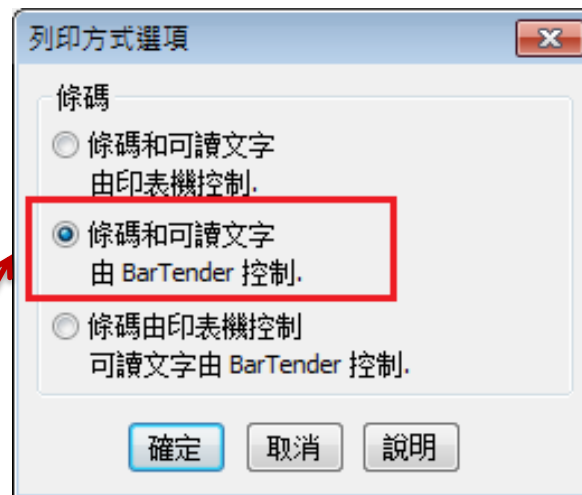 列印方式選項
條碼
條碼和可讀文字
由印表機控制.
條碼和可讀文字
由 BarTender 控制.
條碼由印表機控制
可讀文字由 BarTender 控制.
確定 取消 說明